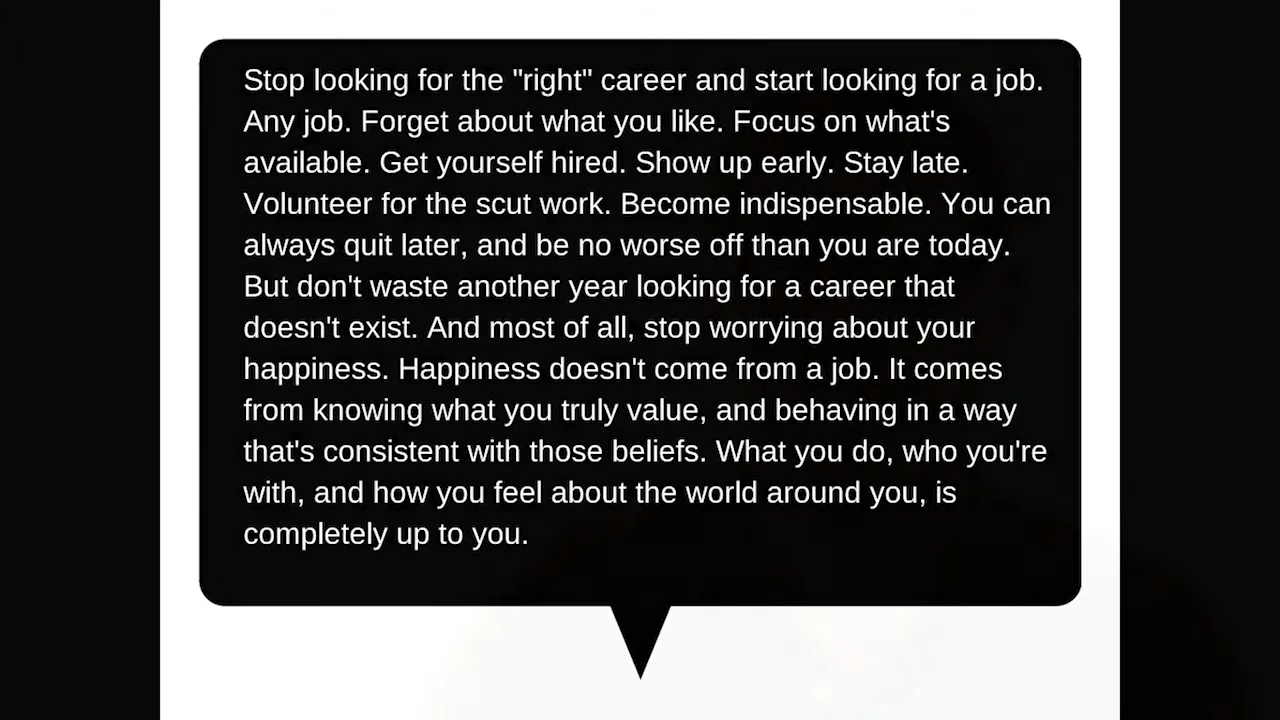 Stop looking for the "right" career and start looking for a job.
Any job. Forget about what you like. Focus on what's
available. Get yourself hired. Show up early. Stay late.
Volunteer for the scut work. Become indispensable. You can
always quit later, and be no worse off than you are today.
But don't waste another year looking for a career that
doesn't exist. And most of all, stop worrying about your
happiness. Happiness doesn't come from a job. It comes
from knowing what you truly value, and behaving in a way
that's consistent with those beliefs. What you do, who you're
with, and how you feel about the world around you, is
completely up to you.